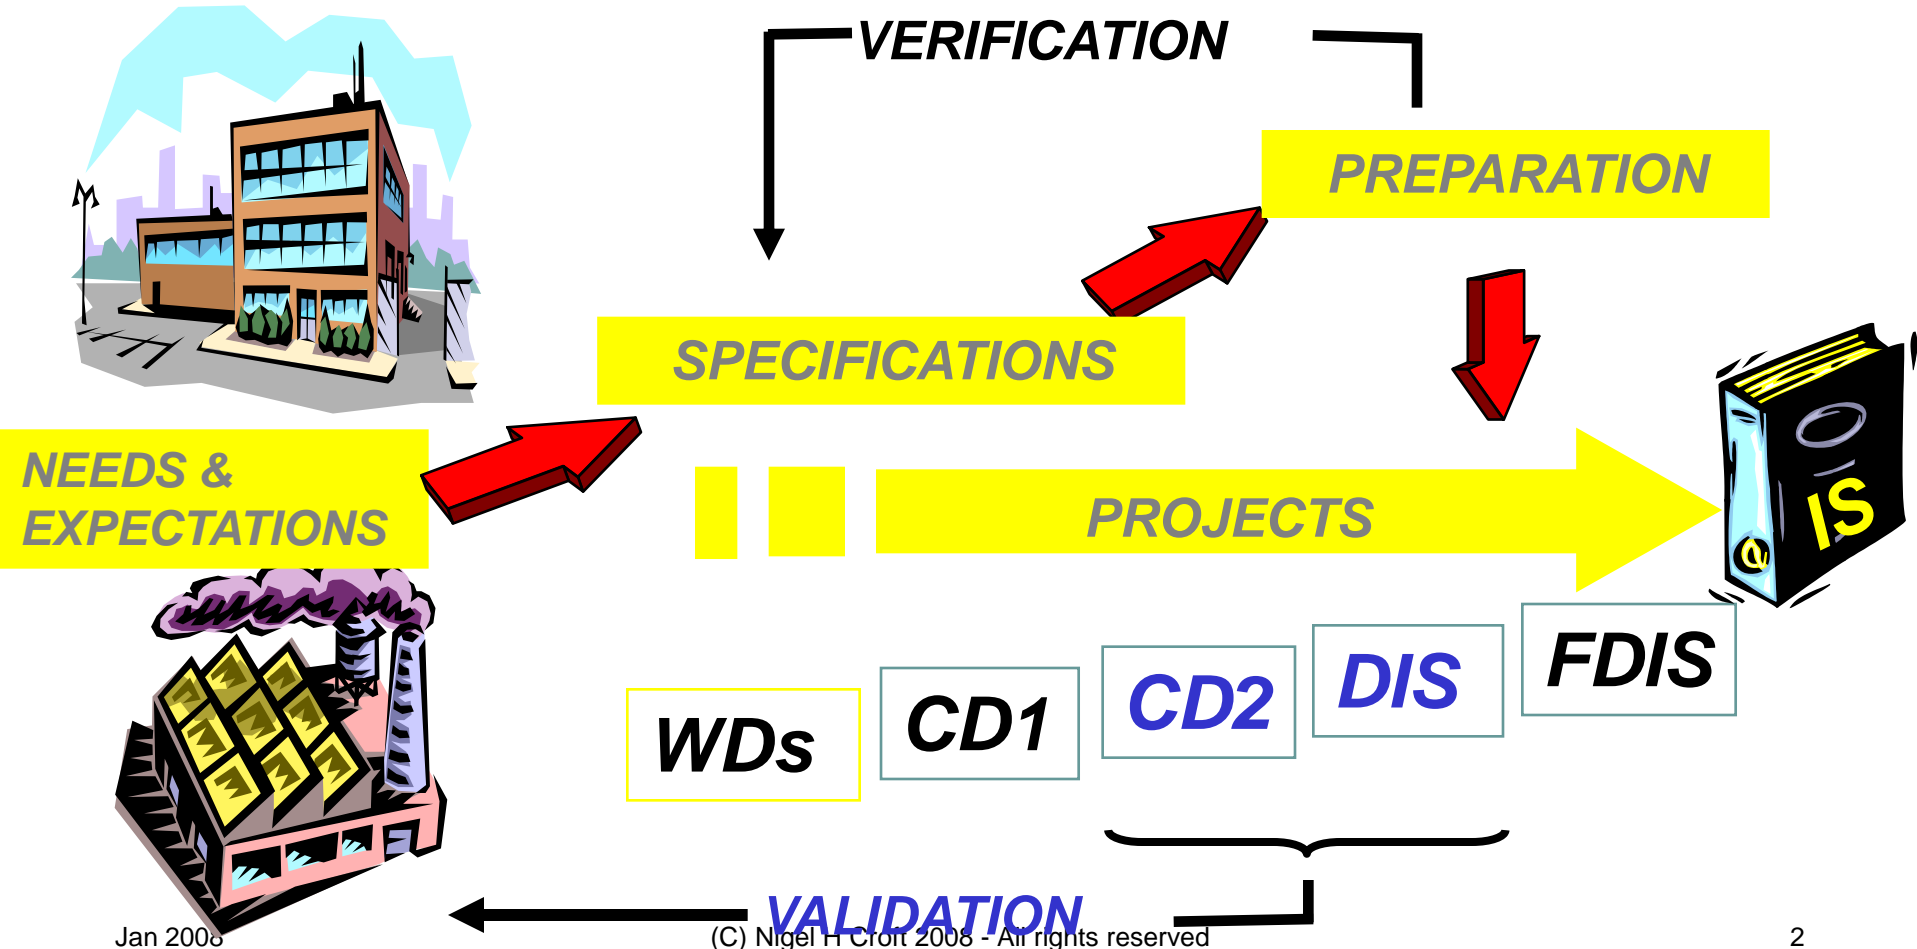 VERIFICATION
PREPARATION
SPECIFICATIONS
NEEDS &
EXPECTATIONS
PROJECTS
IS
Q
WDs
CD1
CD2
DIS
FDIS
VALIDATION
Jan 2008
(C) Nigel H Croft 2008 - All rights reserved
2